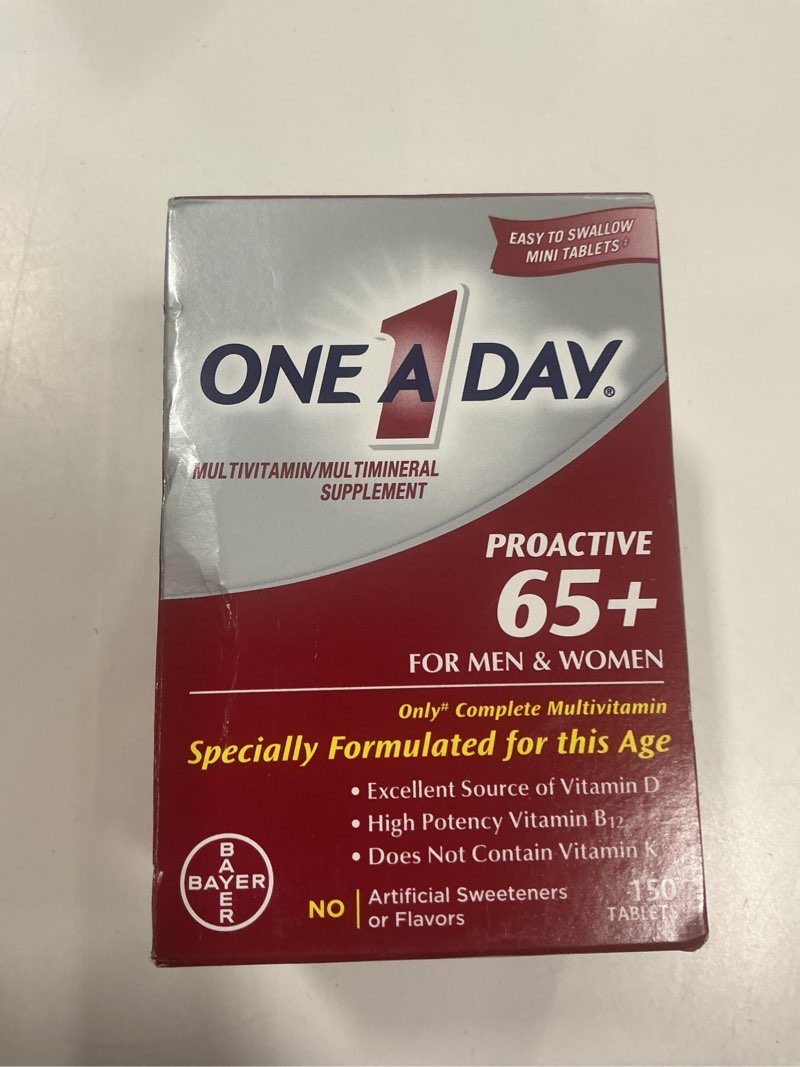 EASY TO SWALLOW
MINI TABLETS‡
ONE A DAY®
1
MULTIVITAMIN/MULTIMINERAL
SUPPLEMENT
PROACTIVE
65+
FOR MEN & WOMEN
Only# Complete Multivitamin
Specially Formulated for this Age
• Excellent Source of Vitamin D
• High Potency Vitamin B12
• Does Not Contain Vitamin K
BAYER
BAYER
NO
Artificial Sweeteners
or Flavors
150
TABLETS